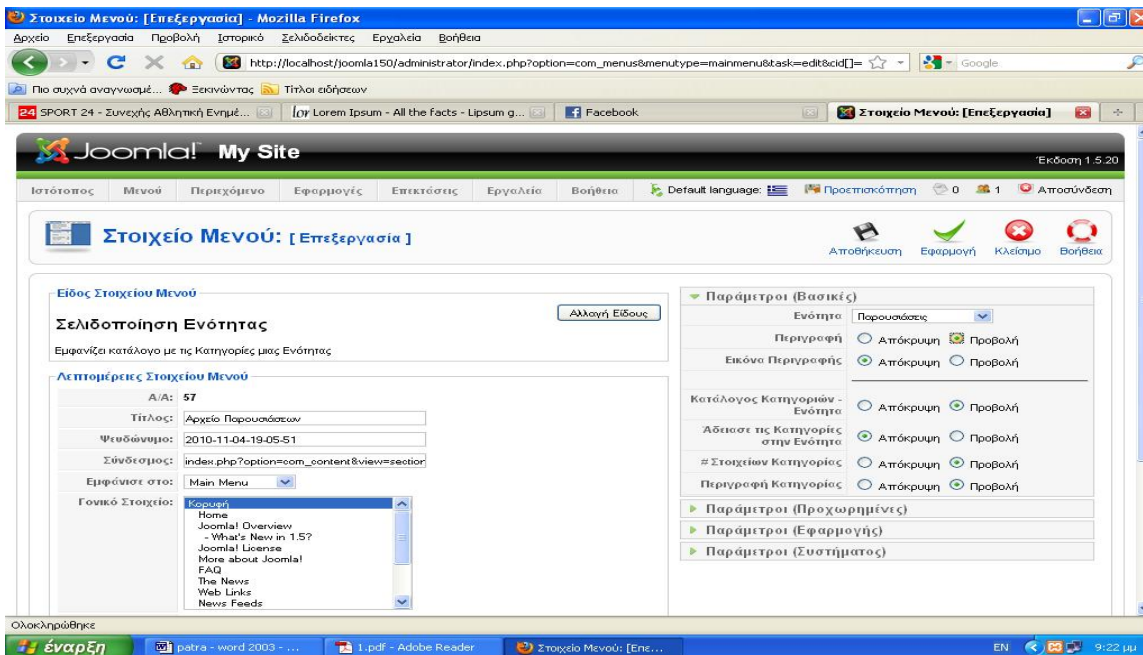 Στοιχείο Μενού: [Επεξεργασία] - Mozilla Firefox
Αρχείο Επεξεργασία Προβολή Ιστορικό Σελιδοδείκτες Εργαλεία Βοήθεια
http://localhost/joomla150/administrator/index.php?option=com_menus&menutype=mainmenu&task=edit&cid[]= Google
Πιο συχνά αναγνωσμέ... Ξεκινώντας Τίτλοι ειδήσεων
24 SPORT 24 - Συνεχής Αθλητική Ενημέ... Lorem Ipsum - All the facts - Lipsum g... Facebook Στοιχείο Μενού: [Επεξεργασία]
Joomla! My Site Έκδοση 1.5.20
Ιστότοπος Μενού Περιεχόμενο Εφαρμογές Επεκτάσεις Εργαλεία Βοήθεια Default language: Προεπισκόπηση 0 1 Αποσύνδεση
Στοιχείο Μενού: [ Επεξεργασία ]
Αποθήκευση Εφαρμογή Κλείσιμο Βοήθεια
Είδος Στοιχείου Μενού
Σελιδοποίηση Ενότητας
Αλλαγή Είδους
Εμφανίζει κατάλογο με τις Κατηγορίες μιας Ενότητας
Λεπτομέρειες Στοιχείου Μενού
Α/Α: 57
Τίτλος: Αρχείο Παρουσιάσεων
Ψευδώνυμο: 2010-11-04-19-05-51
Σύνδεσμος: index.php?option=com_content&view=section
Εμφάνισε στο: Main Menu
Γονικό Στοιχείο: Κορυφή
Home
Joomla! Overview
- What's New in 1.5?
Joomla! License
More about Joomla!
FAQ
The News
Web Links
News Feeds
Παράμετροι (Βασικές)
Ενότητα Παρουσιάσεις
Περιγραφή Απόκρυψη Προβολή
Εικόνα Περιγραφής Απόκρυψη Προβολή
Κατάλογος Κατηγοριών -
Ενότητα Απόκρυψη Προβολή
Άδειασε τις Κατηγορίες
στην Ενότητα Απόκρυψη Προβολή
# Στοιχείων Κατηγορίας Απόκρυψη Προβολή
Περιγραφή Κατηγορίας Απόκρυψη Προβολή
Παράμετροι (Προχωρημένες)
Παράμετροι (Εφαρμογής)
Παράμετροι (Συστήματος)
Ολοκληρώθηκε
έναρξη patra - word 2003 - ... 1.pdf - Adobe Reader Στοιχείο Μενού: [Επε... EN 9:22 μμ